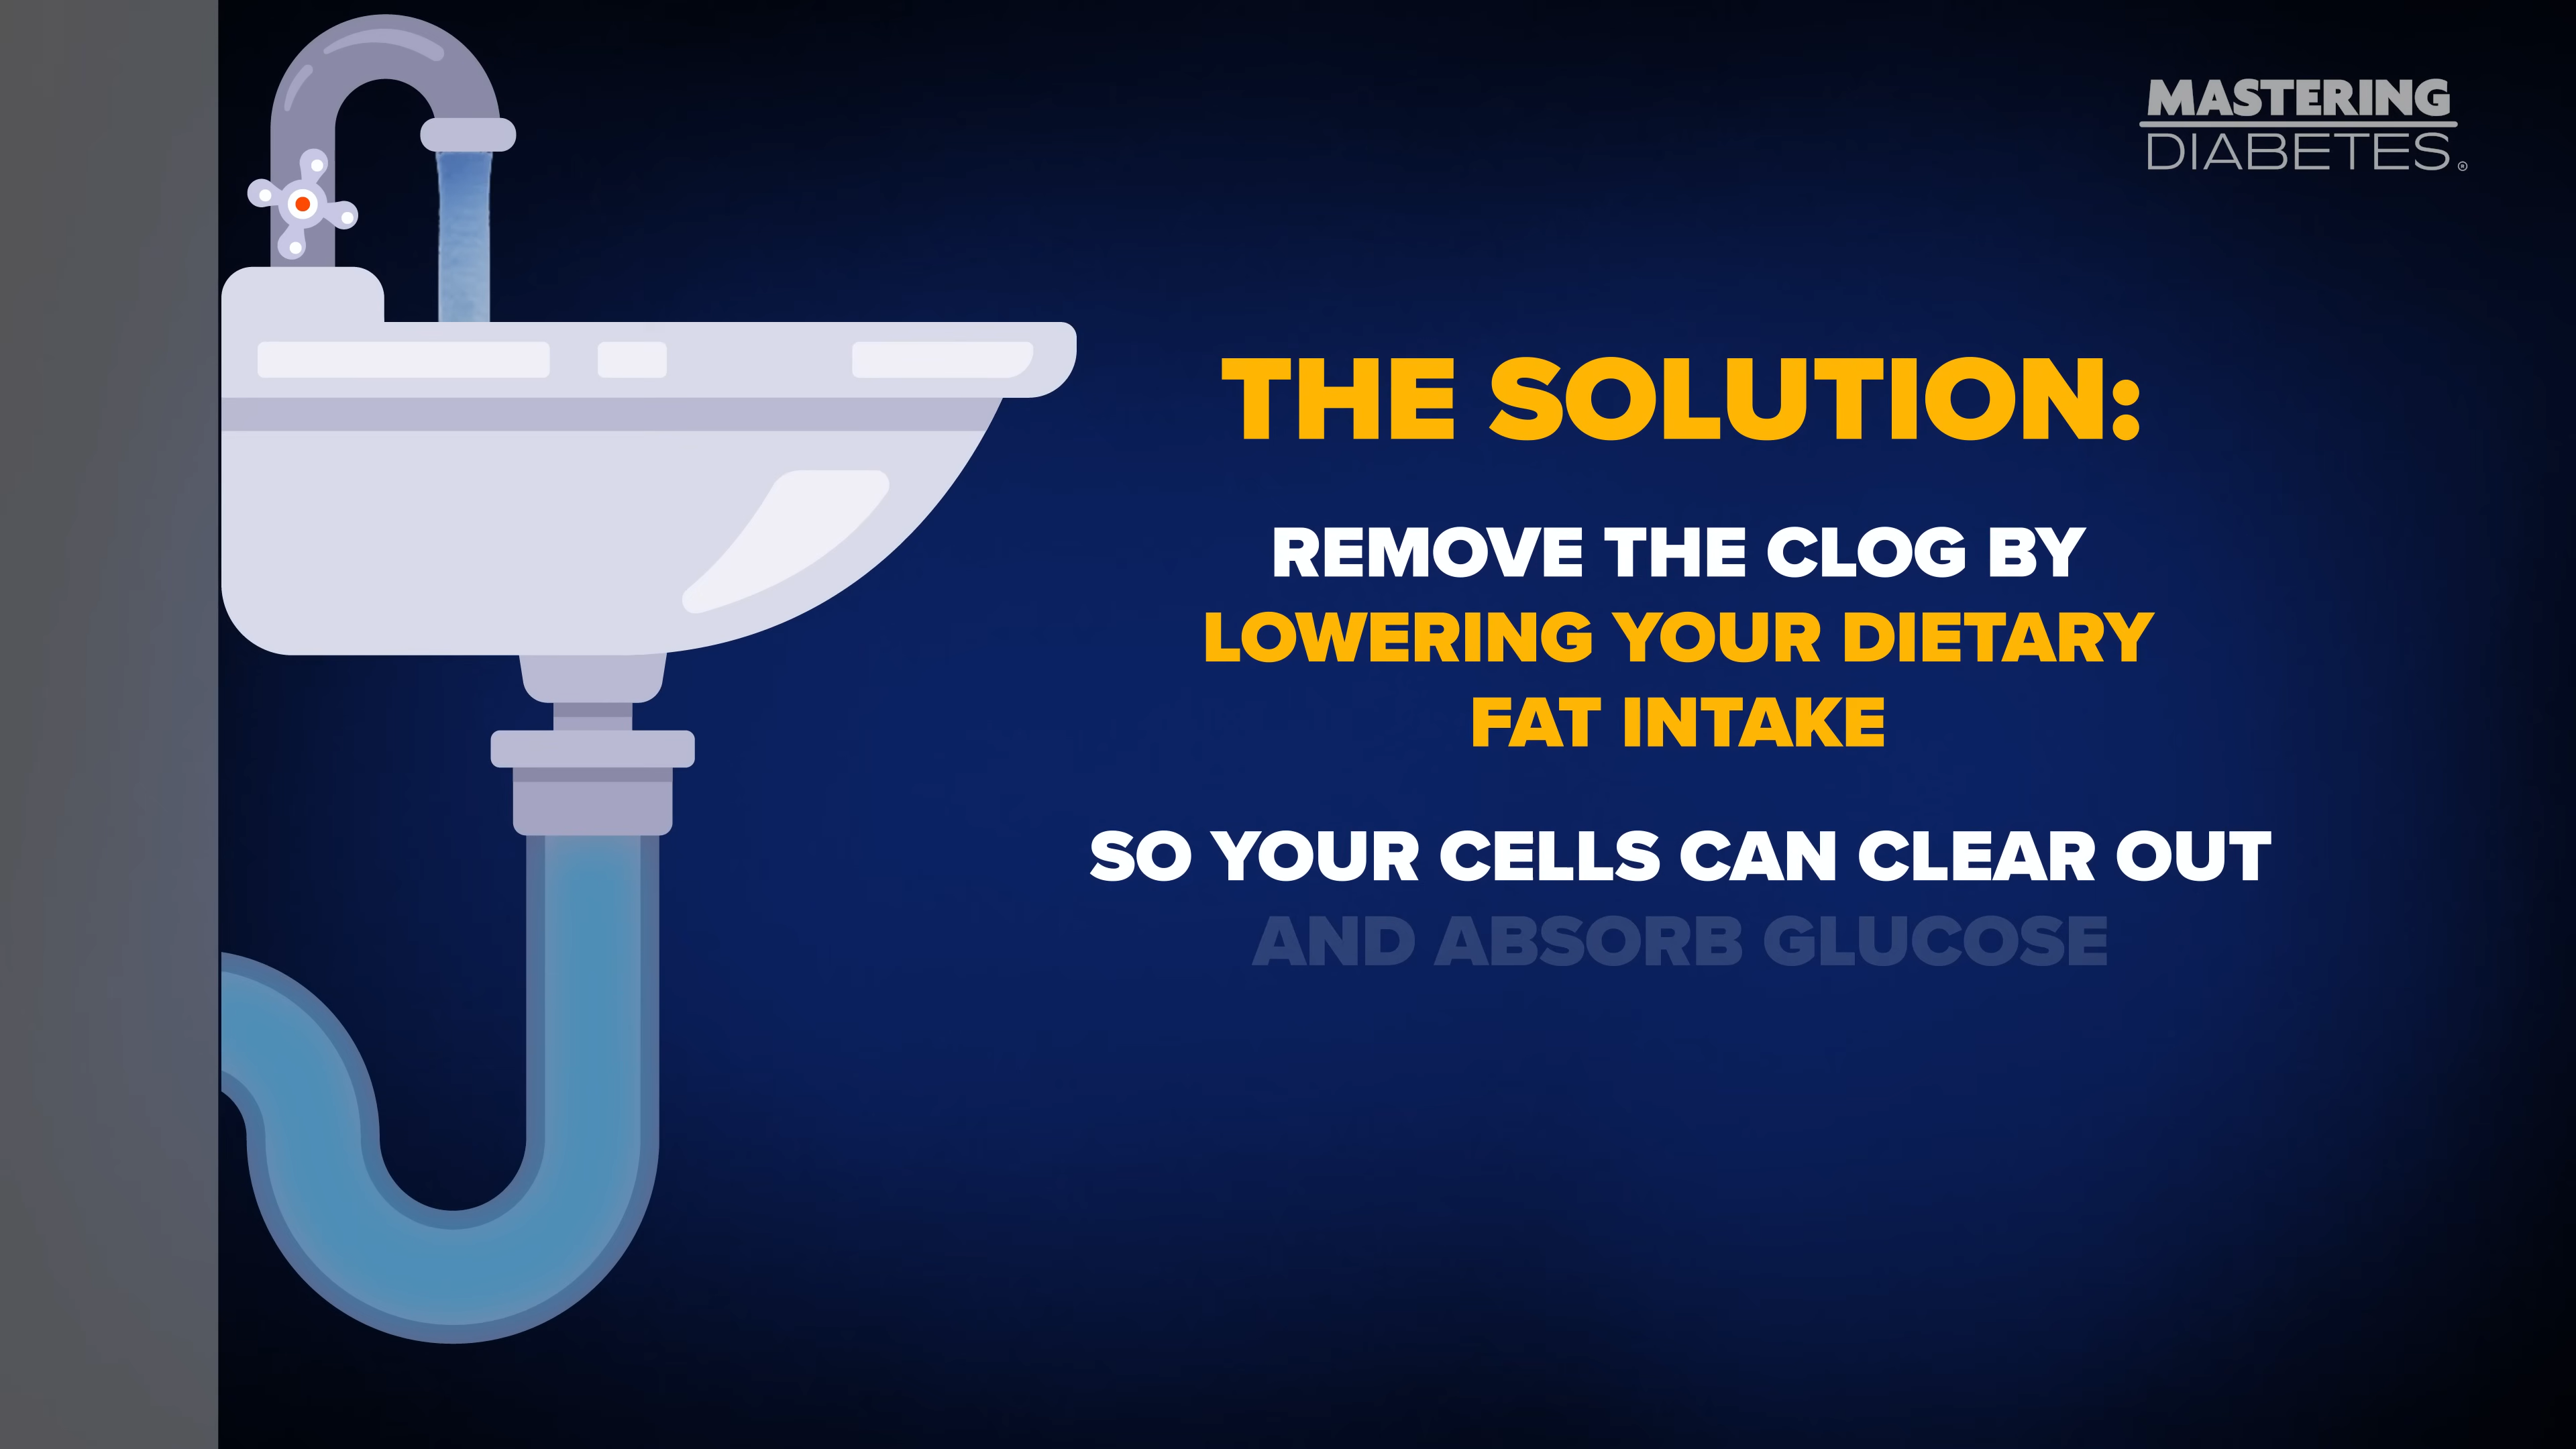 MASTERING
DIABETES®
THE SOLUTION:
REMOVE THE CLOG BY
LOWERING YOUR DIETARY
FAT INTAKE
SO YOUR CELLS CAN CLEAR OUT
AND ABSORB GLUCOSE